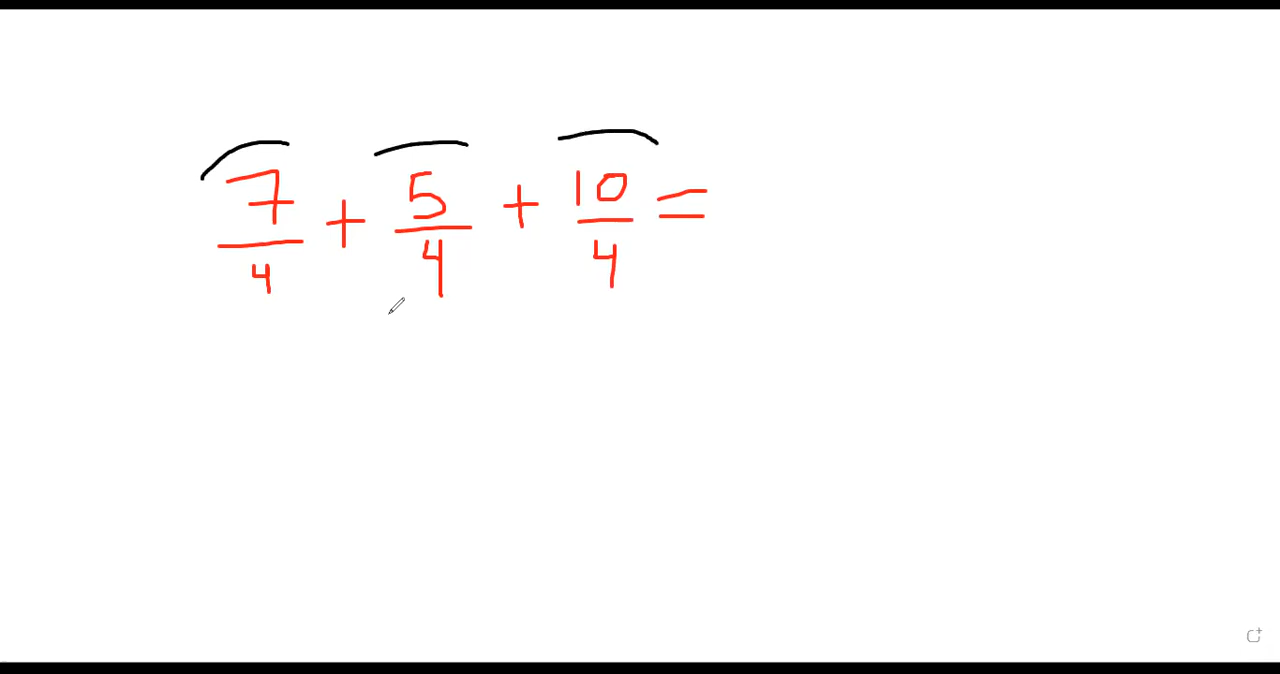 7/4 + 5/4 + 10/4 =